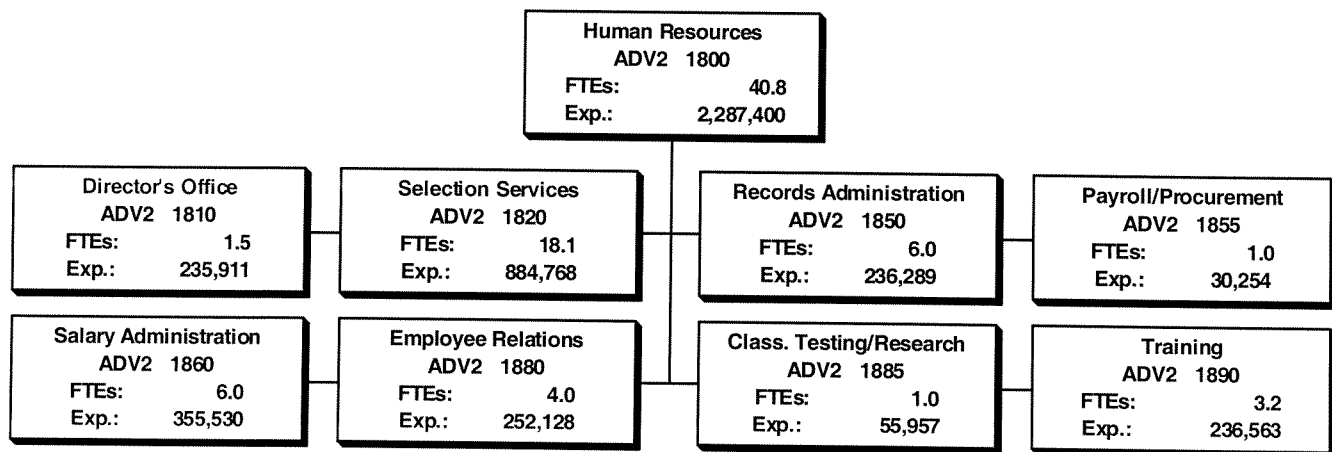 Human Resources
ADV2 1800
FTEs: 40.8
Exp.: 2,287,400
Director's Office
ADV2 1810
FTEs: 1.5
Exp.: 235,911
Selection Services
ADV2 1820
FTEs: 18.1
Exp.: 884,768
Records Administration
ADV2 1850
FTEs: 6.0
Exp.: 236,289
Payroll/Procurement
ADV2 1855
FTEs: 1.0
Exp.: 30,254
Salary Administration
ADV2 1860
FTEs: 6.0
Exp.: 355,530
Employee Relations
ADV2 1880
FTEs: 4.0
Exp.: 252,128
Class. Testing/Research
ADV2 1885
FTEs: 1.0
Exp.: 55,957
Training
ADV2 1890
FTEs: 3.2
Exp.: 236,563